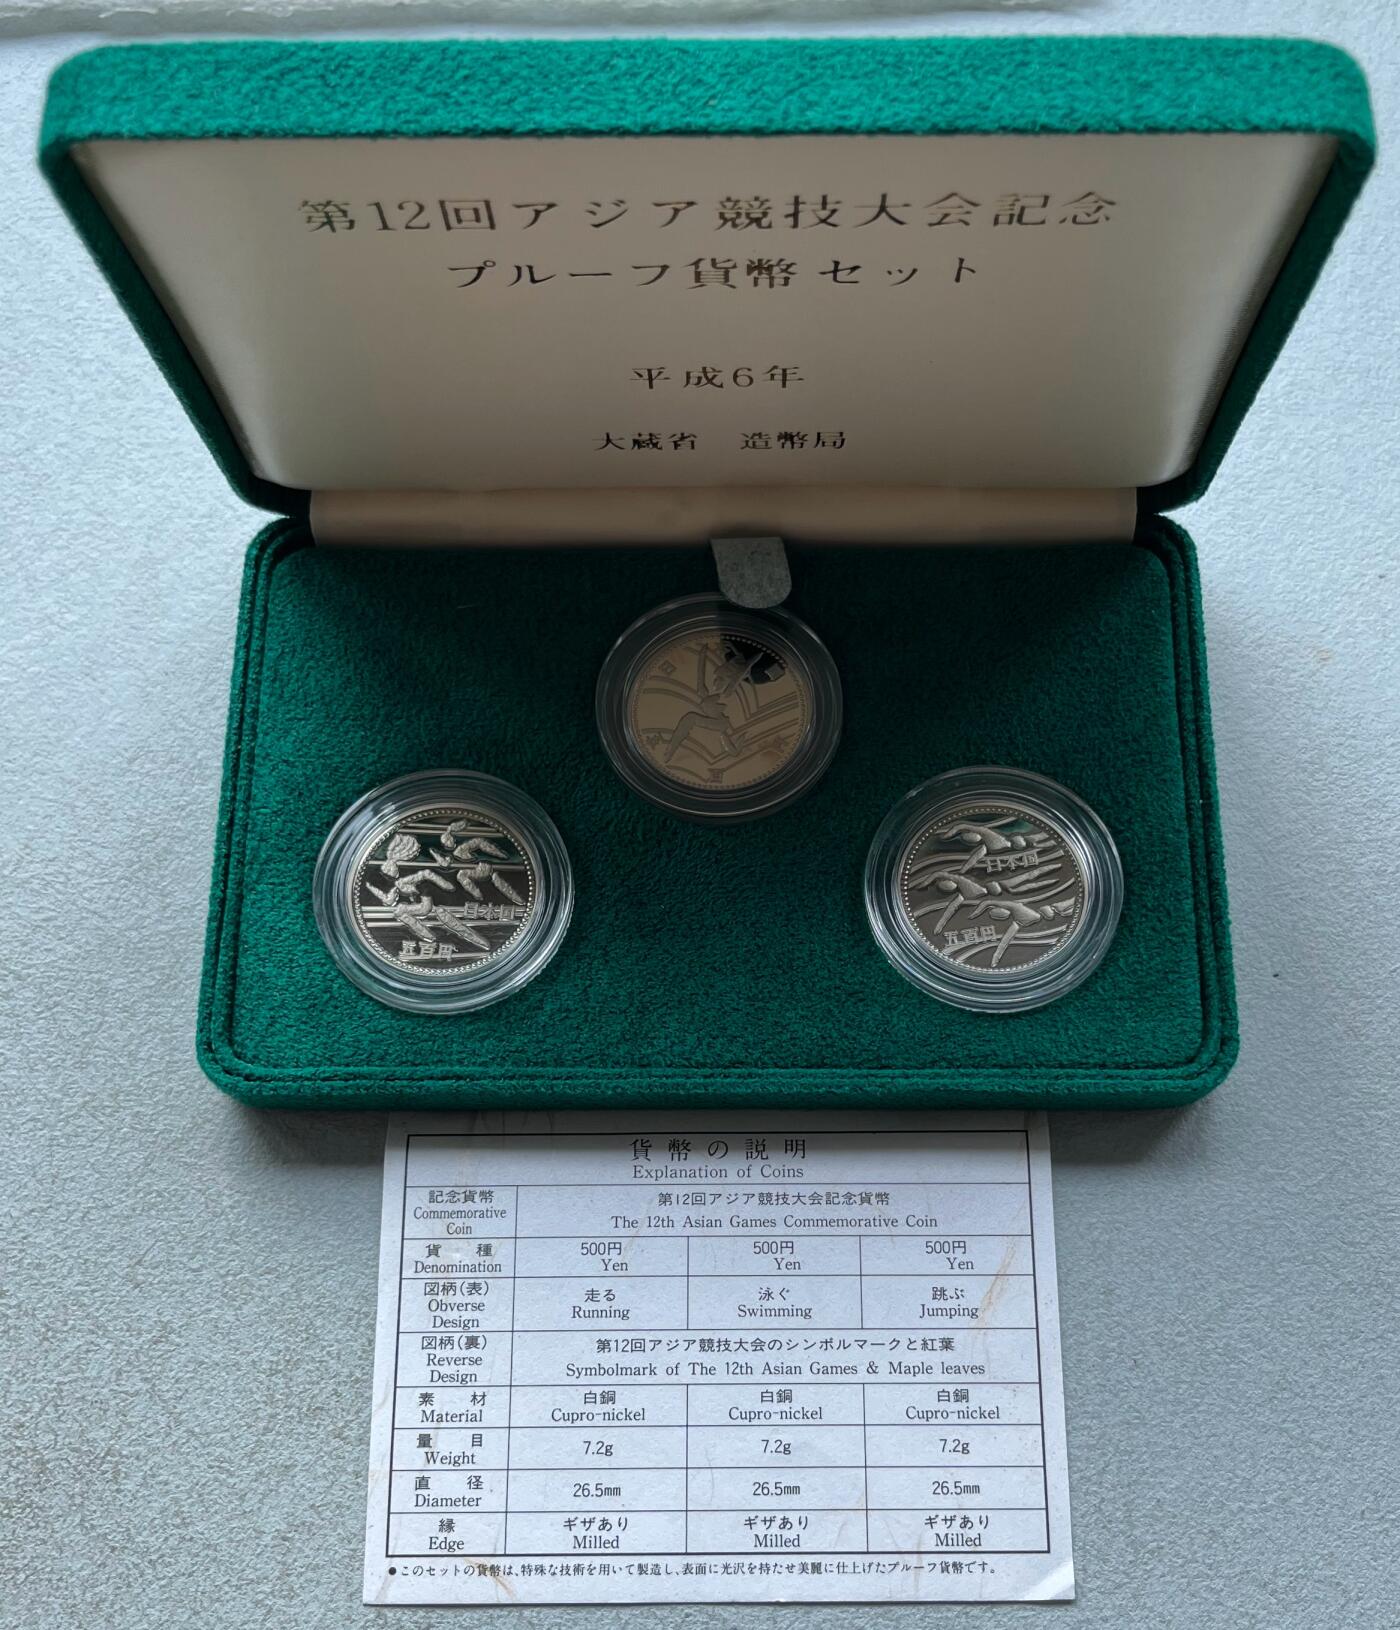 第12回アジア競技大会記念
プルーフ貨幣セット
平成6年
大蔵省 造幣局
日本国
五百円
日本国
五百円
貨幣の説明
Explanation of Coins
記念貨幣
Commemorative
Coin
第12回アジア競技大会記念貨幣
The 12th Asian Games Commemorative Coin
貨種
Denomination
500円
Yen
500円
Yen
500円
Yen
図柄(表)
Obverse
Design
走る
Running
泳ぐ
Swimming
跳ぶ
Jumping
図柄(裏)
Reverse
Design
第12回アジア競技大会のシンボルマークと紅葉
Symbolmark of The 12th Asian Games & Maple leaves
素材
Material
白銅
Cupro-nickel
白銅
Cupro-nickel
白銅
Cupro-nickel
量目
Weight
7.2g
7.2g
7.2g
直径
Diameter
26.5㎜
26.5㎜
26.5㎜
縁
Edge
ギザあり
Milled
ギザあり
Milled
ギザあり
Milled
●このセットの貨幣は、特殊な技術を用いて製造し、表面に光沢を持たせ美麗に仕上げたプルーフ貨幣です。